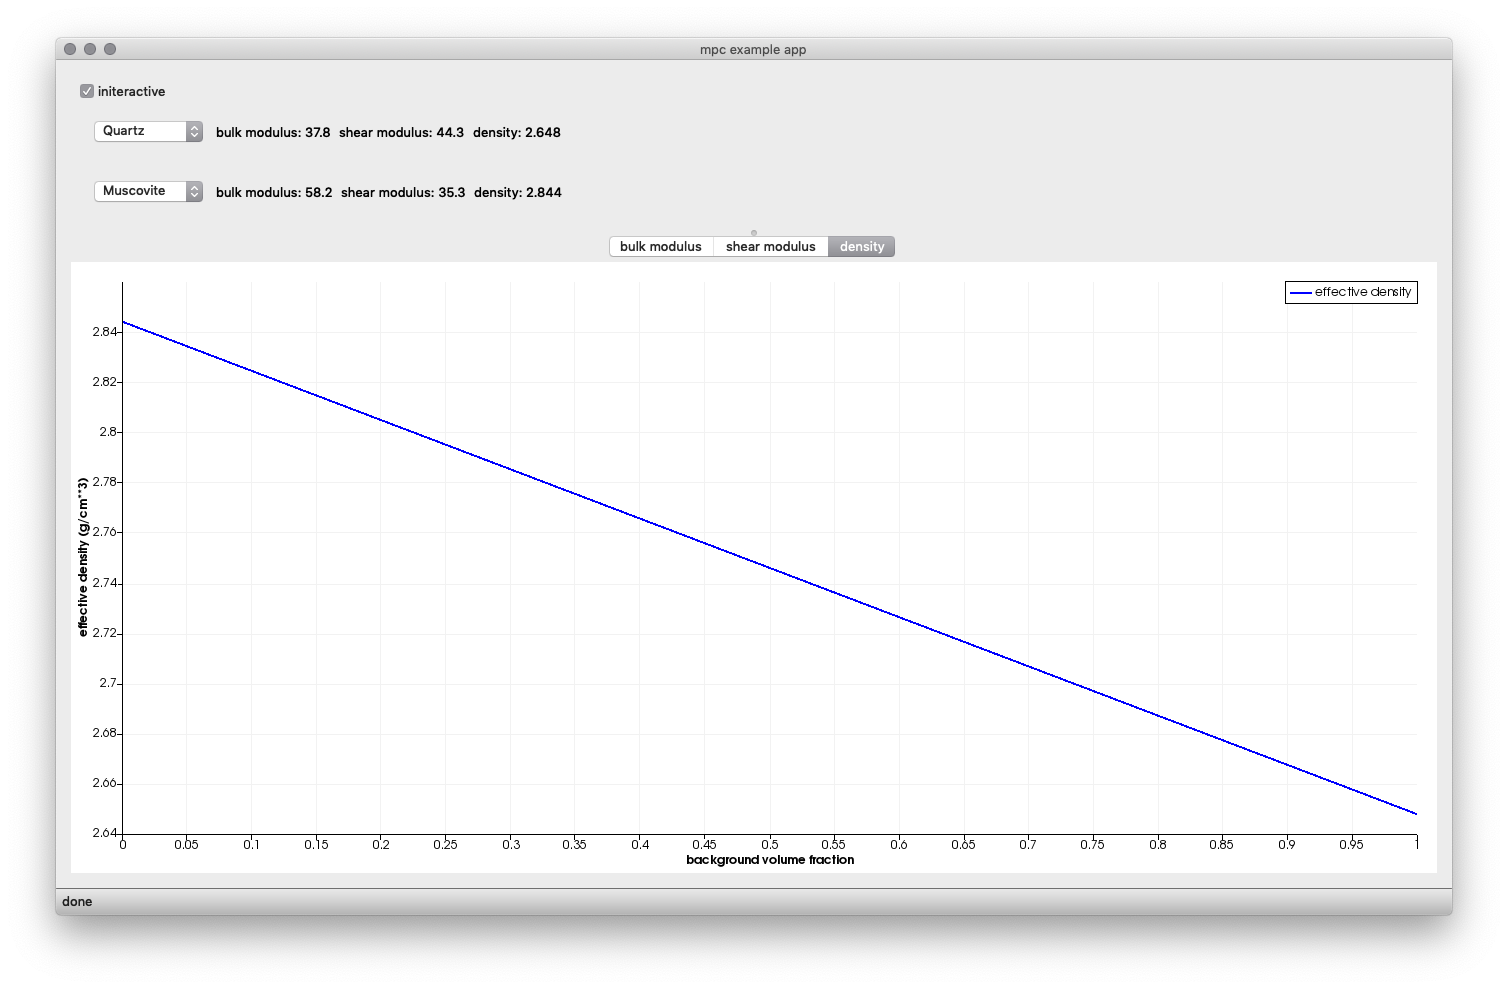 mpc example app
initeractive
Quartz bulk modulus: 37.8 shear modulus: 44.3 density: 2.648
Muscovite bulk modulus: 58.2 shear modulus: 35.3 density: 2.844
bulk modulus shear modulus density
effective density
2.84
2.82
2.8
2.78
2.76
2.74
2.72
2.7
2.68
2.66
2.64
effective density (g/cm**3)
0 0.05 0.1 0.15 0.2 0.25 0.3 0.35 0.4 0.45 0.5 0.55 0.6 0.65 0.7 0.75 0.8 0.85 0.9 0.95 1
background volume fraction
done